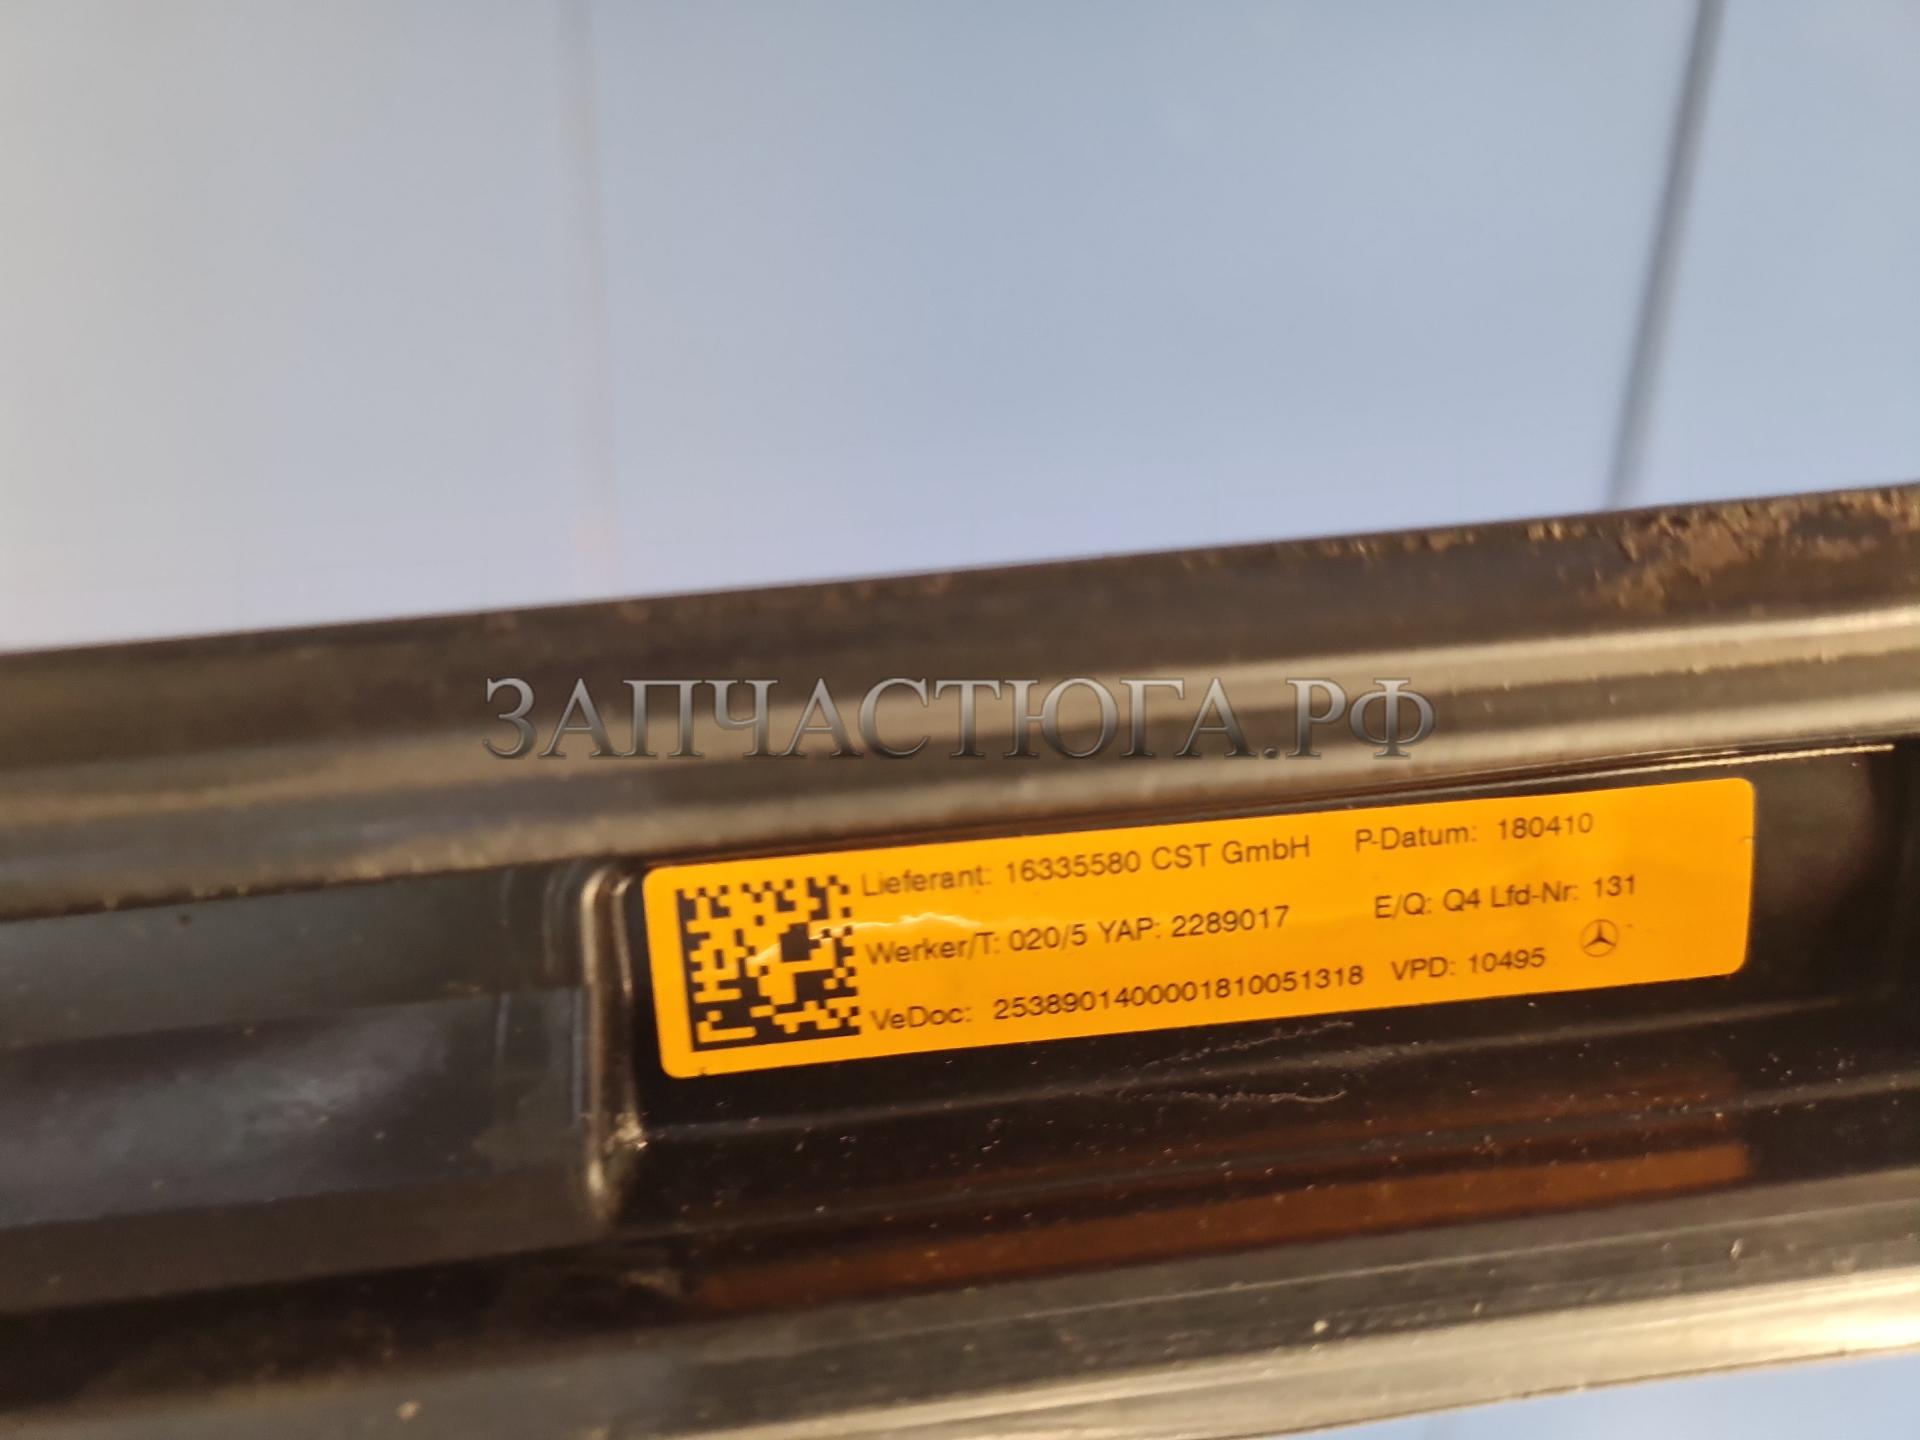 ЗАПЧАСТЮГА.РФ
Lieferant: 16335580 CST GmbH P-Datum: 180410
Werker/T: 020/5 YAP: 2289017 E/Q: Q4 Lfd-Nr: 131
VeDoc: 2538901400001810051318 VPD: 10495